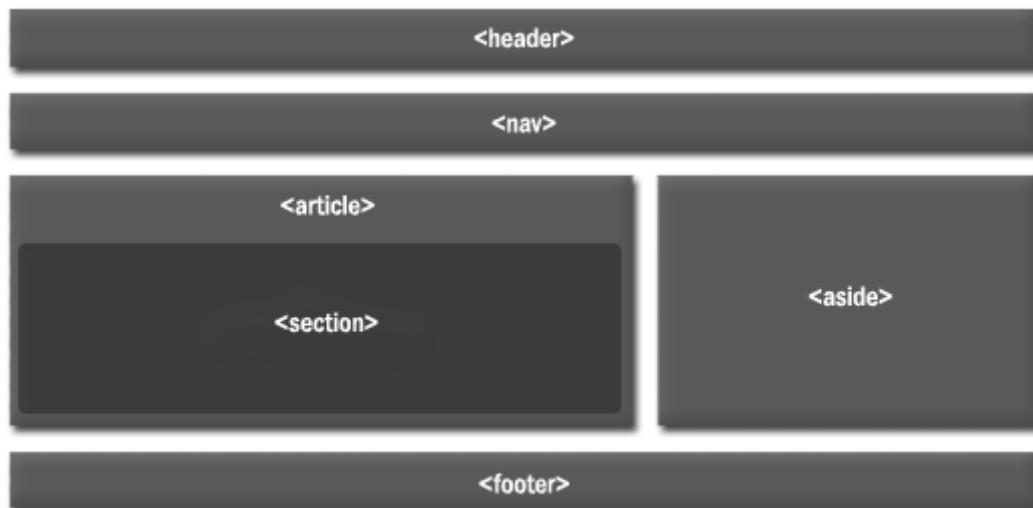 <header>
<nav>
<article>
<section>
<aside>
<footer>